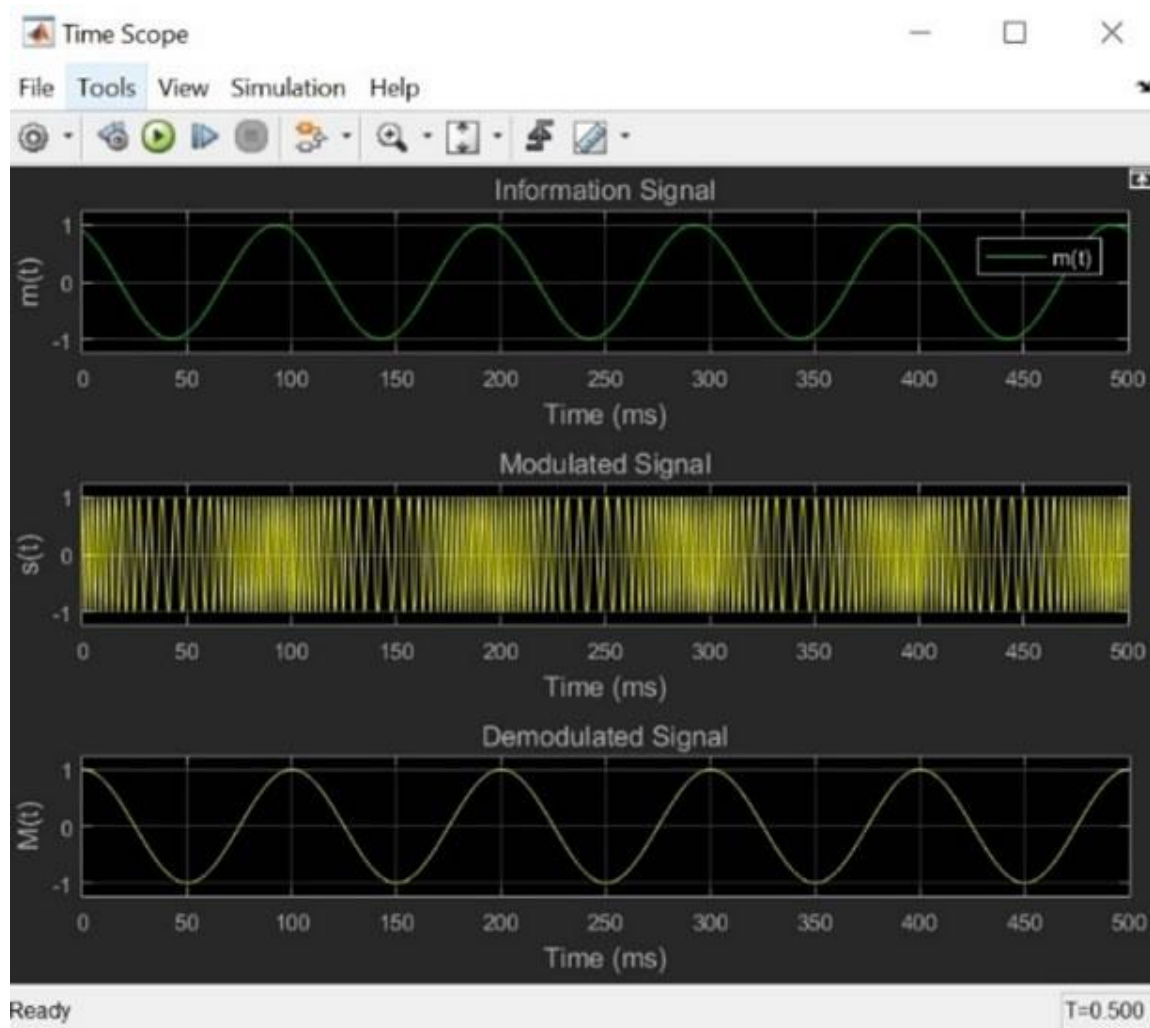 Time Scope
File Tools View Simulation Help
Information Signal
m(t)
1
0
-1
m(t)
0 50 100 150 200 250 300 350 400 450 500
Time (ms)
Modulated Signal
s(t)
1
0
-1
0 50 100 150 200 250 300 350 400 450 500
Time (ms)
Demodulated Signal
M(t)
1
0
-1
0 50 100 150 200 250 300 350 400 450 500
Time (ms)
Ready T=0.500